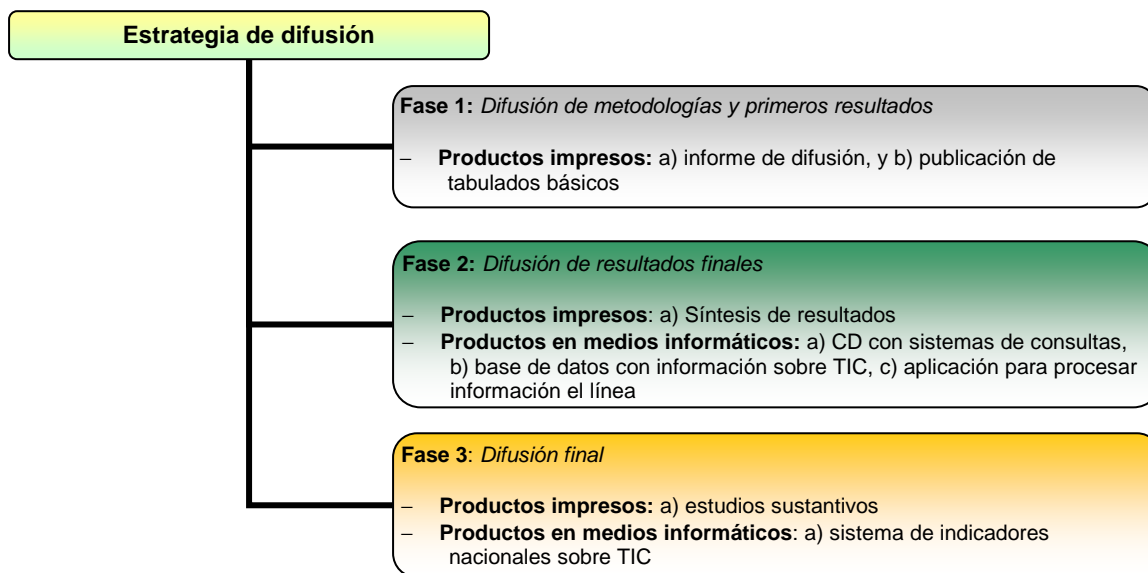 Estrategia de difusión
Fase 1: Difusión de metodologías y primeros resultados
– Productos impresos: a) informe de difusión, y b) publicación de
tabulados básicos
Fase 2: Difusión de resultados finales
– Productos impresos: a) Síntesis de resultados
– Productos en medios informáticos: a) CD con sistemas de consultas,
b) base de datos con información sobre TIC, c) aplicación para procesar
información el línea
Fase 3: Difusión final
– Productos impresos: a) estudios sustantivos
– Productos en medios informáticos: a) sistema de indicadores
nacionales sobre TIC